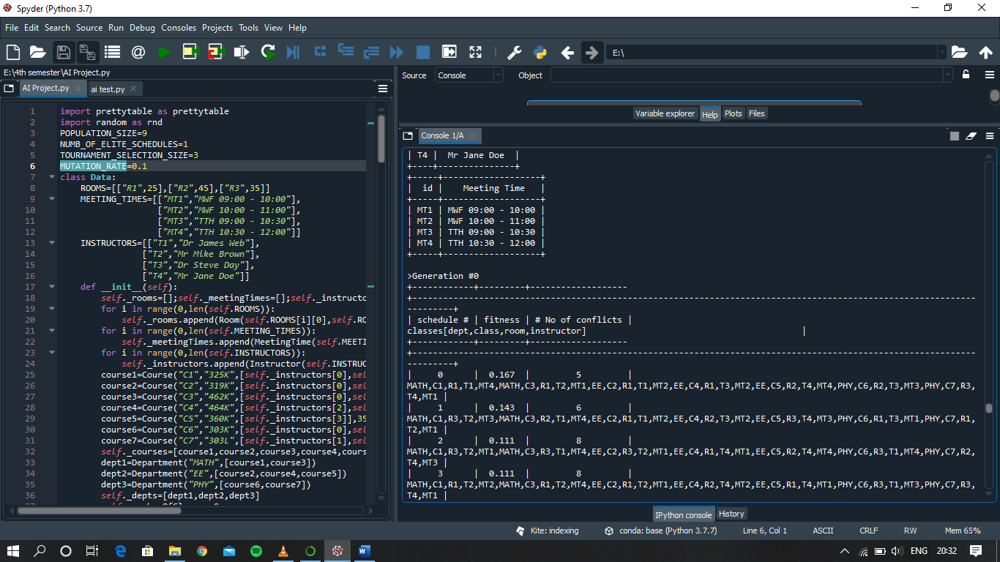 Spyder (Python 3.7)
File Edit Search Source Run Debug Consoles Projects Tools View Help
E:\
E:\4th semester\AI Project.py
Source Console Object
AI Project.py ai test.py
Variable explorer Help Plots Files
Console 1/A
1 import prettytable as prettytable
2 import random as rnd
3 POPULATION_SIZE=9
4 NUMB_OF_ELITE_SCHEDULES=1
5 TOURNAMENT_SELECTION_SIZE=3
6 MUTATION_RATE=0.1
7 class Data:
8 ROOMS=[["R1",25],["R2",45],["R3",35]]
9 MEETING_TIMES=[["MT1","MWF 09:00 - 10:00"],
10 ["MT2","MWF 10:00 - 11:00"],
11 ["MT3","TTH 09:00 - 10:30"],
12 ["MT4","TTH 10:30 - 12:00"]]
13 INSTRUCTORS=[["T1","Dr James Web"],
14 ["T2","Mr Mike Brown"],
15 ["T3","Dr Steve Day"],
16 ["T4","Mr Jane Doe"]]
17 def __init__(self):
18 self._rooms=[];self._meetingTimes=[];self._instructo
19 for i in range(0,len(self.ROOMS)):
20 self._rooms.append(Room(self.ROOMS[i][0],self.RO
21 for i in range(0,len(self.MEETING_TIMES)):
22 self._meetingTimes.append(MeetingTime(self.MEETI
23 for i in range(0,len(self.INSTRUCTORS)):
24 self._instructors.append(Instructor(self.INSTRUC
25 course1=Course("C1","325K",[self._instructors[0],self
26 course2=Course("C2","319K",[self._instructors[0],sel
27 course3=Course("C3","462K",[self._instructors[0],sel
28 course4=Course("C4","464K",[self._instructors[2],sel
29 course5=Course("C5","360K",[self._instructors[3]],35
30 course6=Course("C6","303K",[self._instructors[0],sel
31 course7=Course("C7","303L",[self._instructors[1],sel
32 self._courses=[course1,course2,course3,course4,cours
33 dept1=Department("MATH",[course1,course3])
34 dept2=Department("EE",[course2,course4,course5])
35 dept3=Department("PHY",[course6,course7])
36 self._depts=[dept1,dept2,dept3]
| T4 | Mr Jane Doe |
+----+---------------+
+-----+-------------------+
| id | Meeting Time |
+-----+-------------------+
| MT1 | MWF 09:00 - 10:00 |
| MT2 | MWF 10:00 - 11:00 |
| MT3 | TTH 09:00 - 10:30 |
| MT4 | TTH 10:30 - 12:00 |
+-----+-------------------+
>Generation #0
| schedule # | fitness | # No of conflicts |
classes[dept,class,room,instructor] |
| 0 | 0.167 | 5 |
MATH,C1,R1,T1,MT4,MATH,C3,R1,T2,MT1,EE,C2,R1,T1,MT2,EE,C4,R1,T3,MT2,EE,C5,R2,T4,MT4,PHY,C6,R2,T3,MT3,PHY,C7,R3,
T4,MT1 |
| 1 | 0.143 | 6 |
MATH,C1,R3,T2,MT3,MATH,C3,R2,T1,MT4,EE,C2,R1,T1,MT2,EE,C4,R2,T3,MT2,EE,C5,R3,T4,MT3,PHY,C6,R1,T3,MT1,PHY,C7,R1,
T2,MT1 |
| 2 | 0.111 | 8 |
MATH,C1,R3,T2,MT2,MATH,C3,R3,T1,MT1,EE,C2,R1,T2,MT4,EE,C4,R1,T4,MT3,EE,C5,R3,T4,MT4,PHY,C6,R3,T1,MT4,PHY,C7,R2,
T4,MT3 |
| 3 | 0.111 | 8 |
MATH,C1,R1,T2,MT2,MATH,C3,R1,T2,MT4,EE,C2,R1,T2,MT1,EE,C4,R2,T4,MT2,EE,C5,R1,T4,MT1,PHY,C6,R3,T1,MT3,PHY,C7,R3,
T4,MT1 |
IPython console History
Kite: indexing conda: base (Python 3.7.7) Line 6, Col 1 ASCII CRLF RW Mem 65%
ENG 20:32